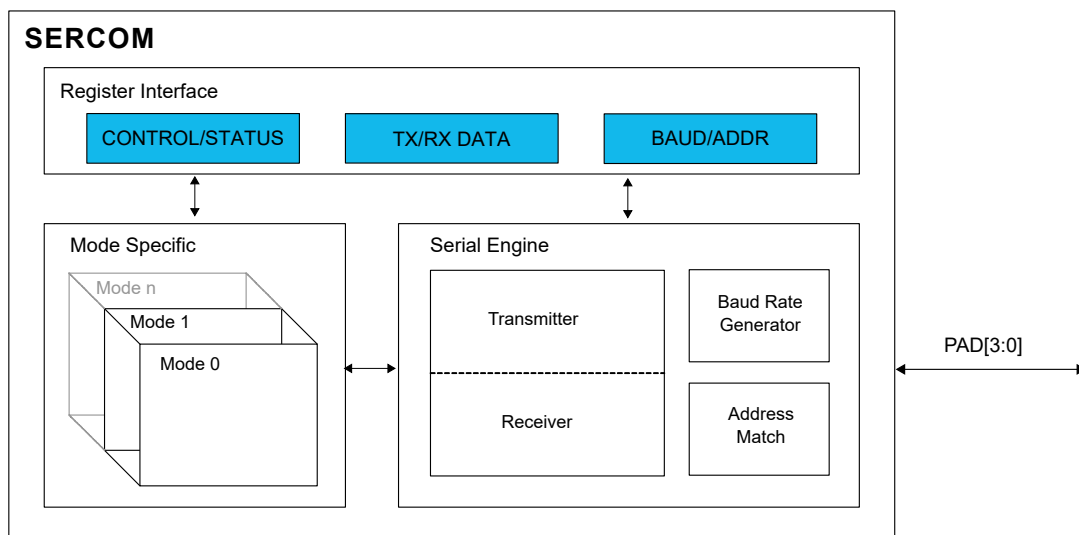 SERCOM
Register Interface
CONTROL/STATUS
TX/RX DATA
BAUD/ADDR
Mode Specific
Mode n
Mode 1
Mode 0
Serial Engine
Transmitter
Receiver
Baud Rate
Generator
Address
Match
PAD[3:0]